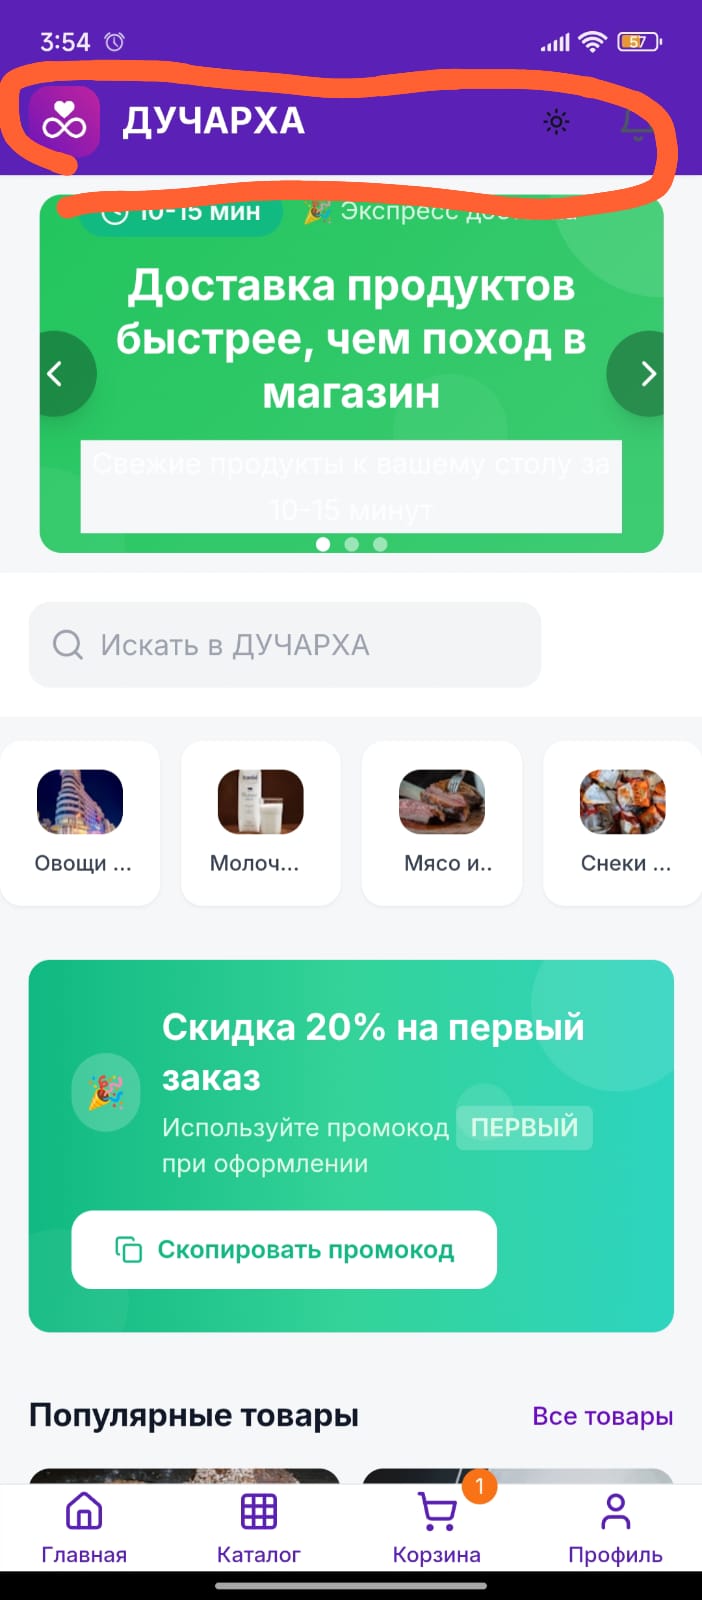 3:54
57
ДУЧАРХА
10-15 мин
🎉 Экспресс доставка
Доставка продуктов
быстрее, чем поход в
магазин
Свежие продукты к вашему столу за
10-15 минут
Искать в ДУЧАРХА
Овощи ...
Молоч...
Мясо и..
Снеки ...
Скидка 20% на первый
заказ
Используйте промокод ПЕРВЫЙ
при оформлении
Скопировать промокод
Популярные товары
Все товары
1
Главная
Каталог
Корзина
Профиль